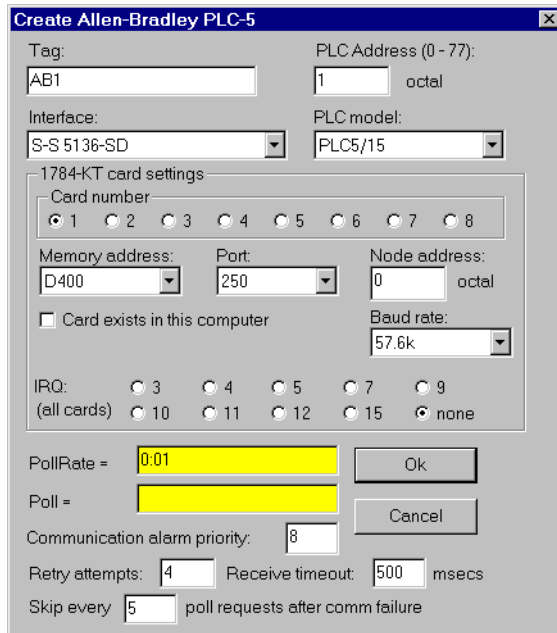 Create Allen-Bradley PLC-5
Tag: PLC Address (0 - 77):
AB1 1 octal
Interface: PLC model:
S-S 5136-SD PLC5/15
1784-KT card settings
Card number
1 2 3 4 5 6 7 8
Memory address: Port: Node address:
D400 250 0 octal
Card exists in this computer
Baud rate:
57.6k
IRQ: 3 4 5 7 9
(all cards) 10 11 12 15 none
PollRate = 0:01 Ok
Poll =
Cancel
Communication alarm priority: 8
Retry attempts: 4 Receive timeout: 500 msecs
Skip every 5 poll requests after comm failure